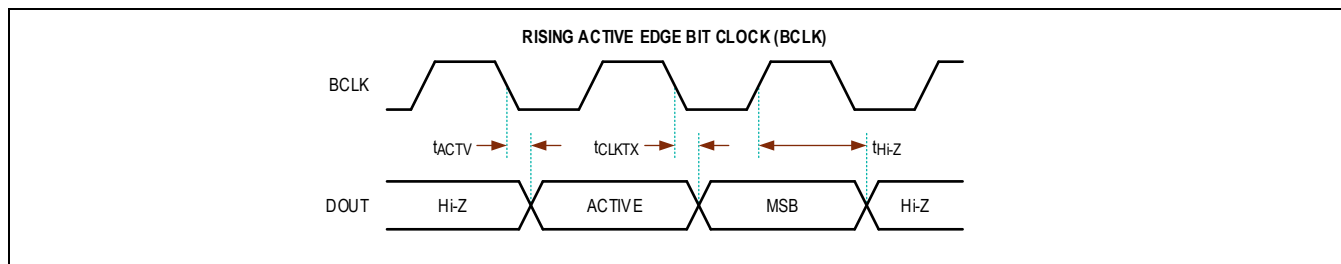 RISING ACTIVE EDGE BIT CLOCK (BCLK)
BCLK
tACTV
tCLKTX
tHi-Z
DOUT
Hi-Z
ACTIVE
MSB
Hi-Z